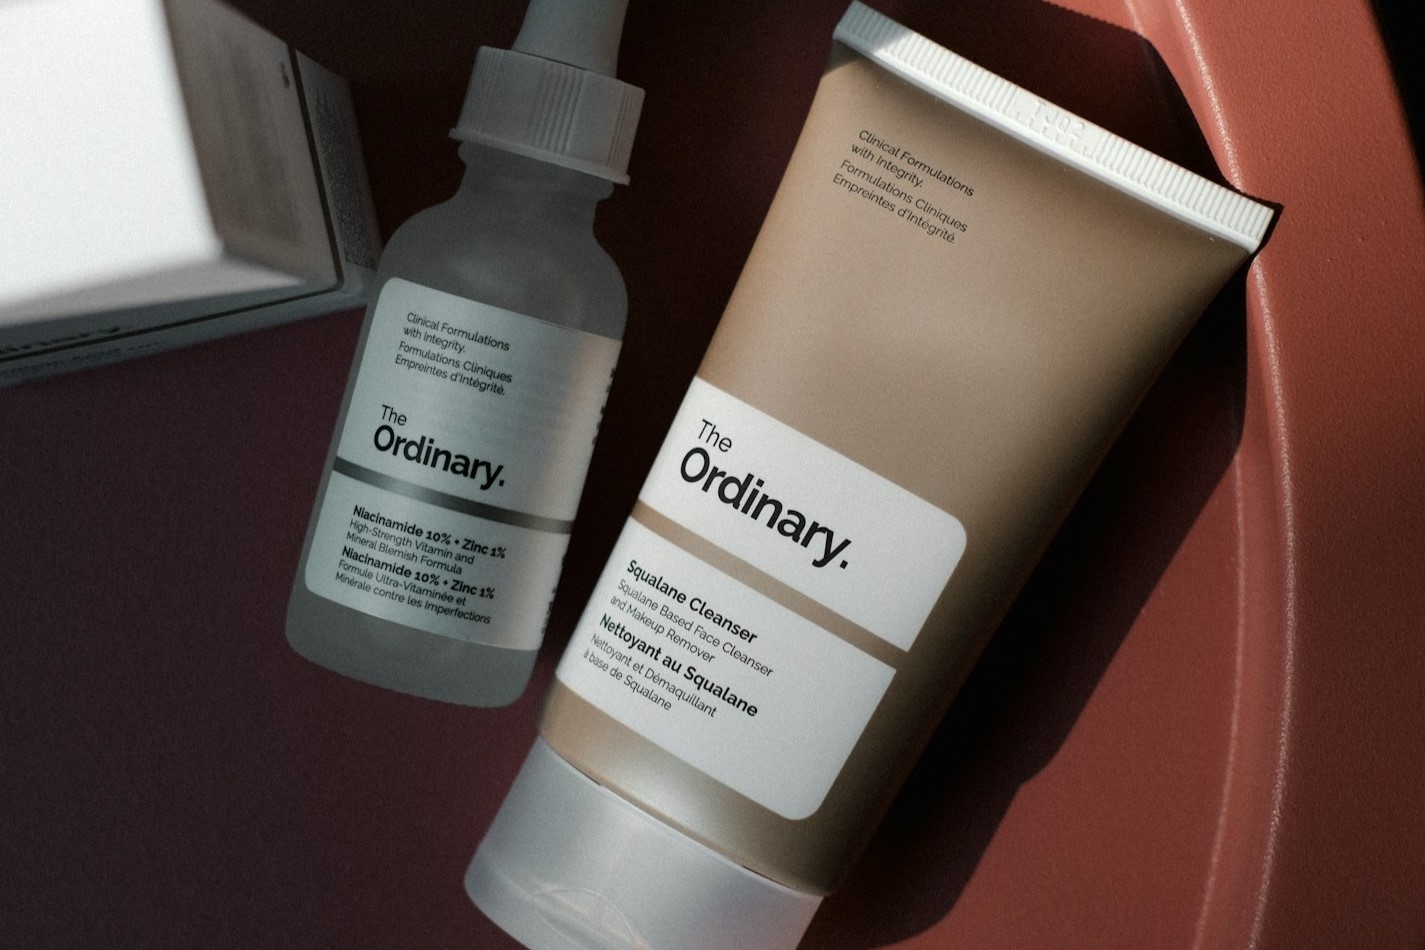 Clinical Formulations
with Integrity.
Formulations Cliniques
Empreintes d'Intégrité.
The
Ordinary.
Niacinamide 10% + Zinc 1%
High-Strength Vitamin and
Mineral Blemish Formula
Niacinamide 10% + Zinc 1%
Formule Ultra-Vitaminée et
Minérale contre les Imperfections
TJ02
Clinical Formulations
with Integrity.
Formulations Cliniques
Empreintes d'Intégrité.
The
Ordinary.
Squalane Cleanser
Squalane Based Face Cleanser
and Makeup Remover
Nettoyant au Squalane
Nettoyant et Démaquillant
à base de Squalane